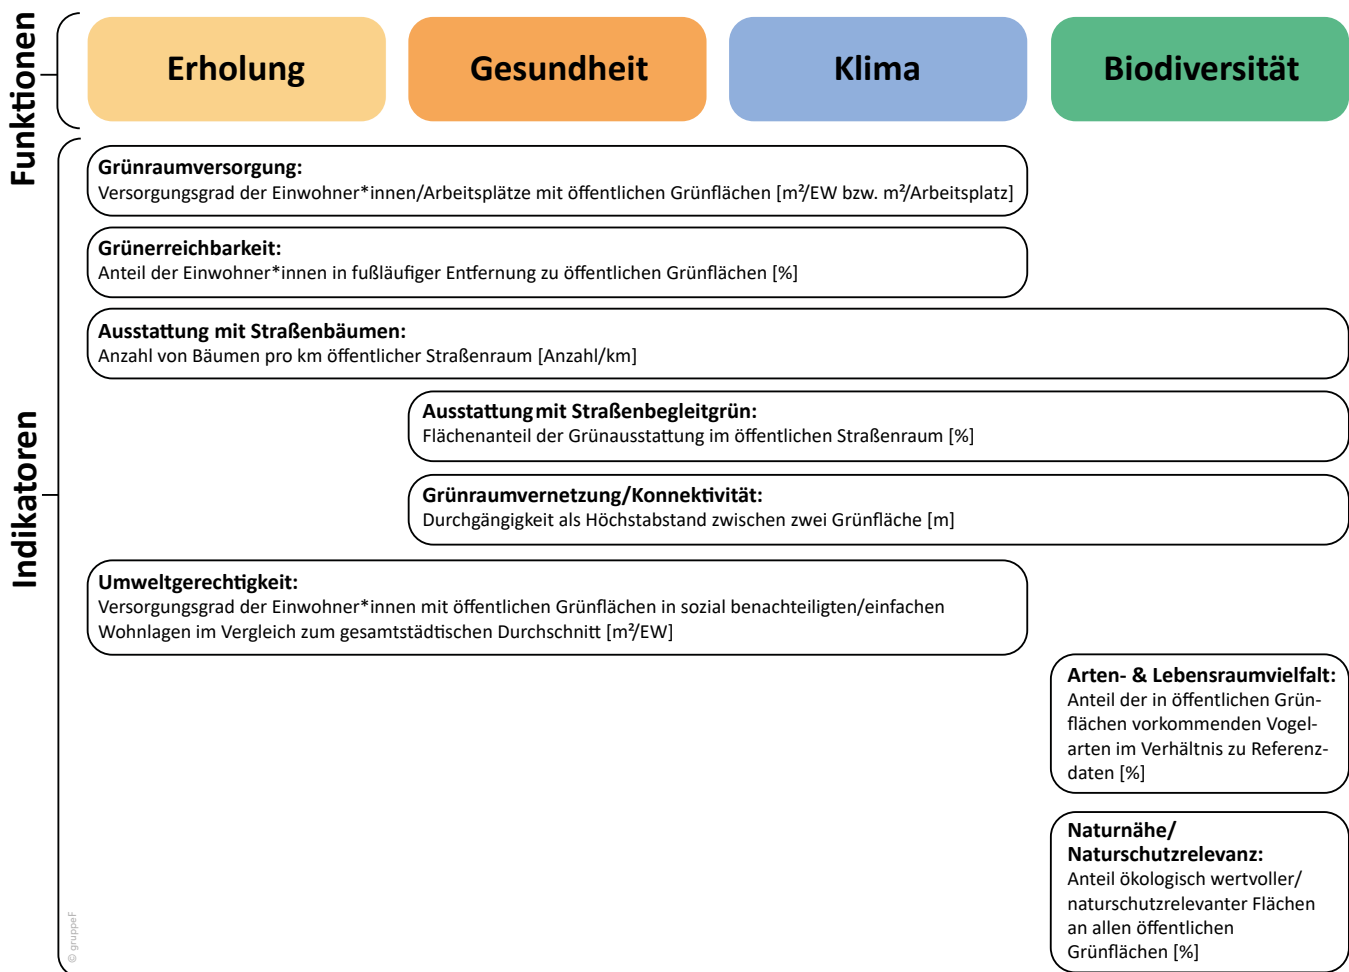 Funktionen
Erholung
Gesundheit
Klima
Biodiversität
Indikatoren
Grünraumversorgung:
Versorgungsgrad der Einwohner*innen/Arbeitsplätze mit öffentlichen Grünflächen [m²/EW bzw. m²/Arbeitsplatz]
Grünerreichbarkeit:
Anteil der Einwohner*innen in fußläufiger Entfernung zu öffentlichen Grünflächen [%]
Ausstattung mit Straßenbäumen:
Anzahl von Bäumen pro km öffentlicher Straßenraum [Anzahl/km]
Ausstattung mit Straßenbegleitgrün:
Flächenanteil der Grünausstattung im öffentlichen Straßenraum [%]
Grünraumvernetzung/Konnektivität:
Durchgängigkeit als Höchstabstand zwischen zwei Grünfläche [m]
Umweltgerechtigkeit:
Versorgungsgrad der Einwohner*innen mit öffentlichen Grünflächen in sozial benachteiligten/einfachen
Wohnlagen im Vergleich zum gesamtstädtischen Durchschnitt [m²/EW]
Arten- & Lebensraumvielfalt:
Anteil der in öffentlichen Grün-
flächen vorkommenden Vogel-
arten im Verhältnis zu Referenz-
daten [%]
Naturnähe/
Naturschutzrelevanz:
Anteil ökologisch wertvoller/
naturschutzrelevanter Flächen
an allen öffentlichen
Grünflächen [%]
© gruppeF